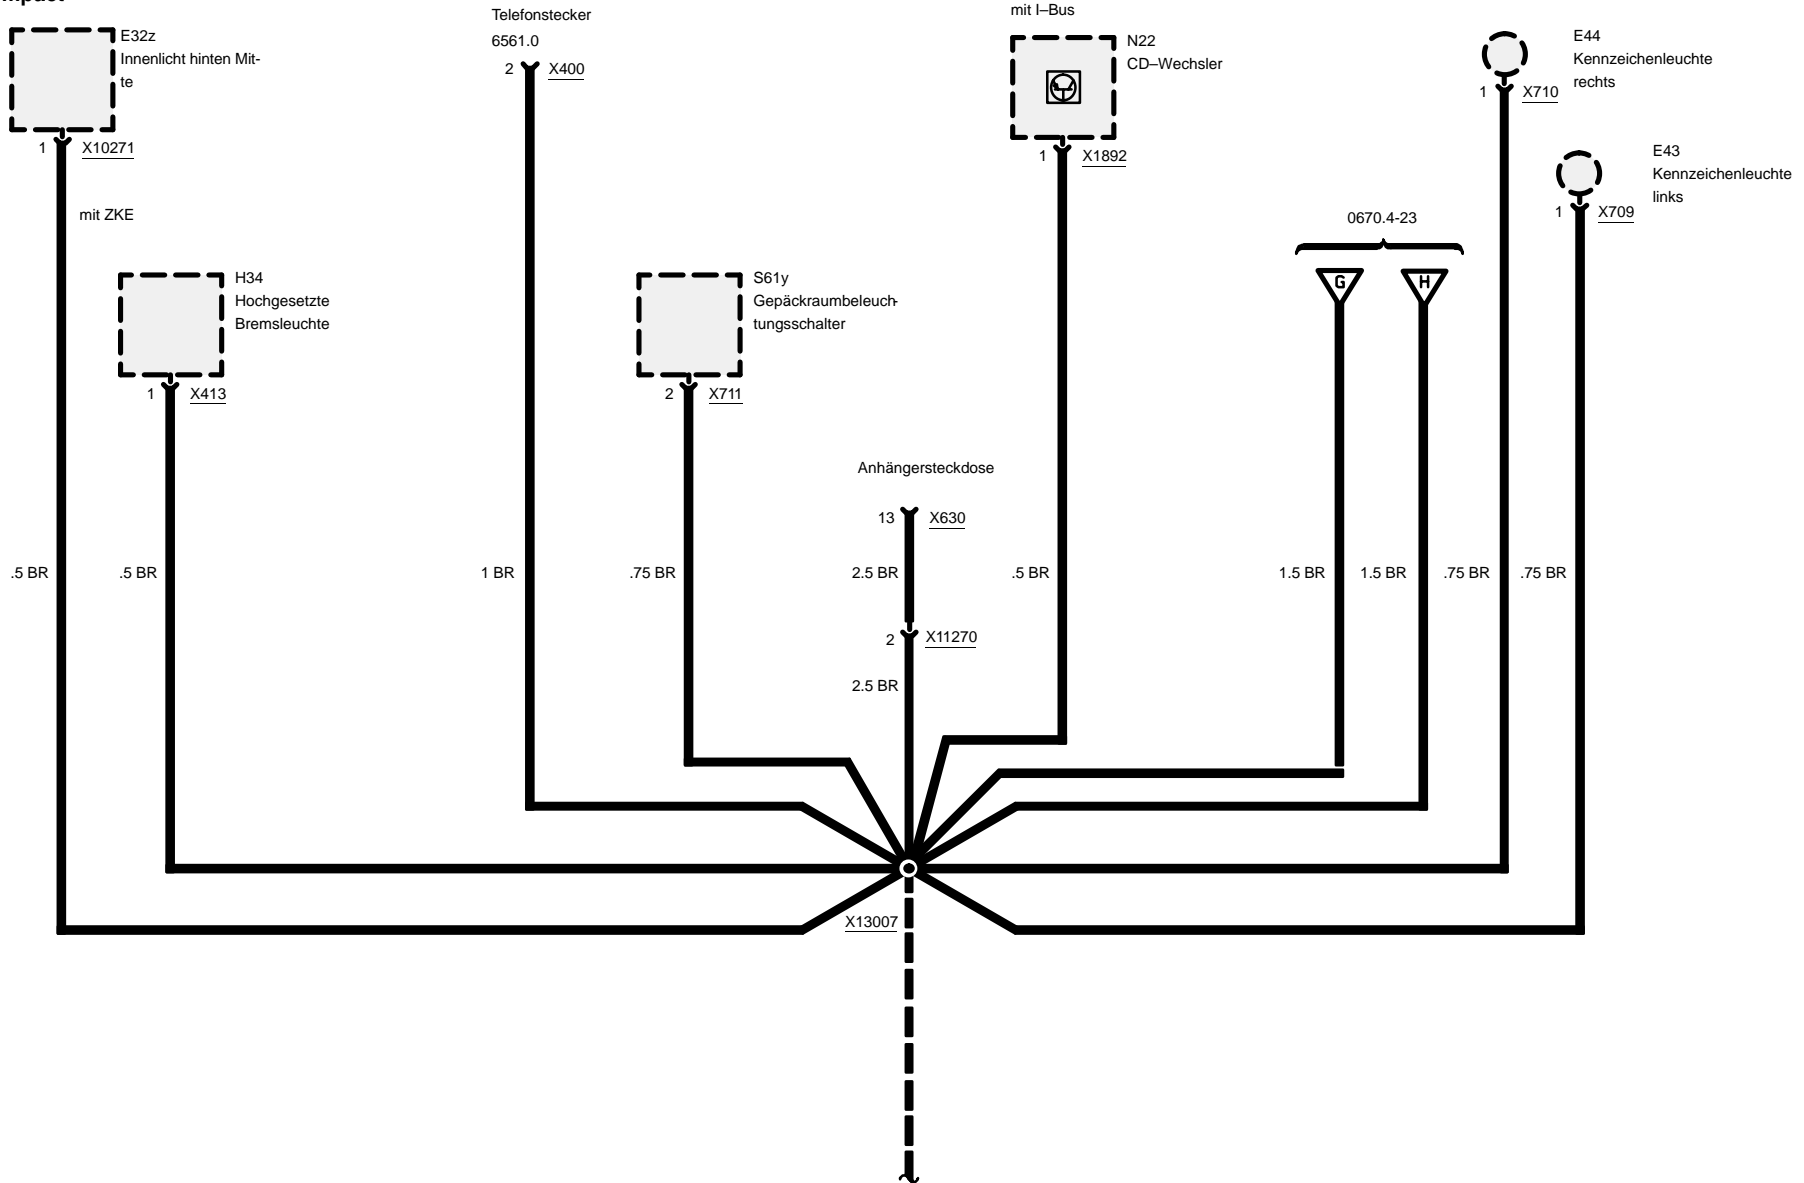 Telefonstecker
6561.0
2 X400
mit I–Bus
N22
CD–Wechsler
1 X1892
E32z
Innenlicht hinten Mit-
te
1 X10271
mit ZKE
E44
Kennzeichenleuchte
rechts
1 X710
E43
Kennzeichenleuchte
links
1 X709
0670.4-23
G H
H34
Hochgesetzte
Bremsleuchte
1 X413
S61y
Gepäckraumbeleuch-
tungsschalter
2 X711
Anhängersteckdose
13 X630
.5 BR .5 BR 1 BR .75 BR 2.5 BR .5 BR 1.5 BR 1.5 BR .75 BR .75 BR
2 X11270
2.5 BR
X13007